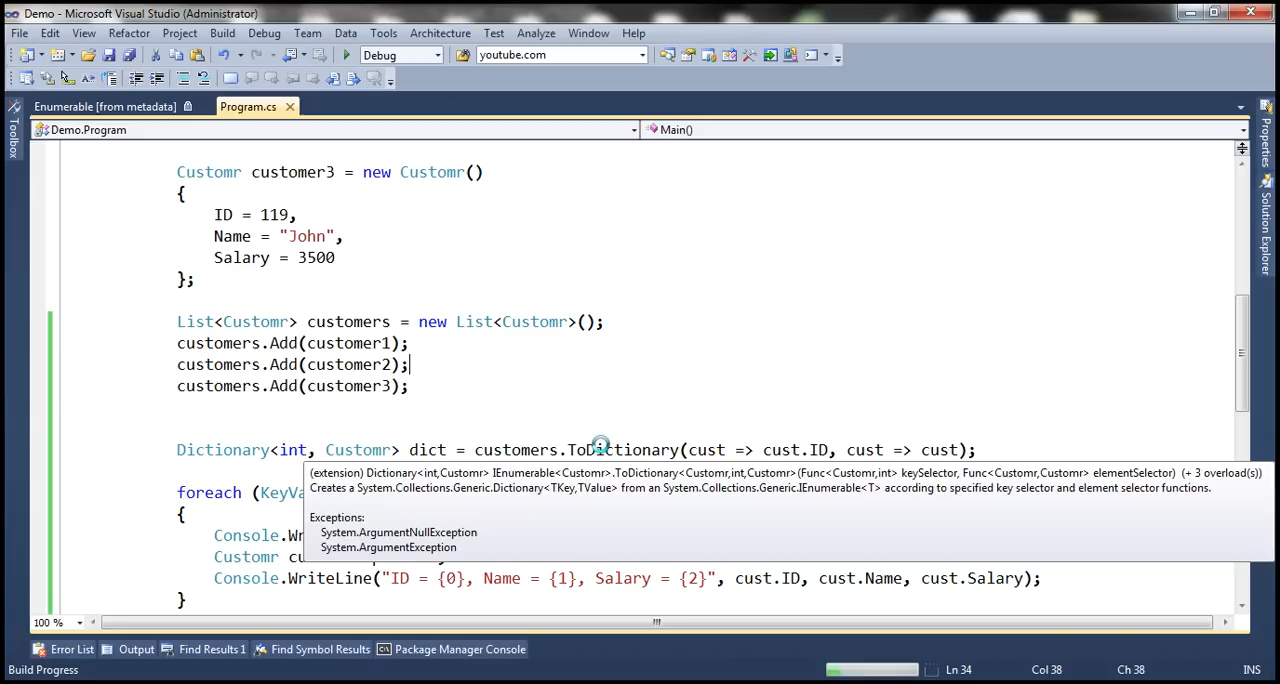 Demo - Microsoft Visual Studio (Administrator)
File Edit View Refactor Project Build Debug Team Data Tools Architecture Test Analyze Window Help
Debug youtube.com
Enumerable [from metadata] Program.cs
Demo.Program Main()
Toolbox
Properties
Solution Explorer
Customr customer3 = new Customr()
{
ID = 119,
Name = "John",
Salary = 3500
};
List<Customr> customers = new List<Customr>();
customers.Add(customer1);
customers.Add(customer2);
customers.Add(customer3);
Dictionary<int, Customr> dict = customers.ToDictionary(cust => cust.ID, cust => cust);
(extension) Dictionary<int,Customr> IEnumerable<Customr>.ToDictionary<Customr,int,Customr>(Func<Customr,int> keySelector, Func<Customr,Customr> elementSelector) (+ 3 overload(s))
Creates a System.Collections.Generic.Dictionary<TKey,TValue> from an System.Collections.Generic.IEnumerable<T> according to specified key selector and element selector functions.
Exceptions:
System.ArgumentNullException
System.ArgumentException
foreach (KeyVa
{
Console.Wr
Customr cu
Console.WriteLine("ID = {0}, Name = {1}, Salary = {2}", cust.ID, cust.Name, cust.Salary);
}
100 %
Error List Output Find Results 1 Find Symbol Results Package Manager Console
Build Progress Ln 34 Col 38 Ch 38 INS